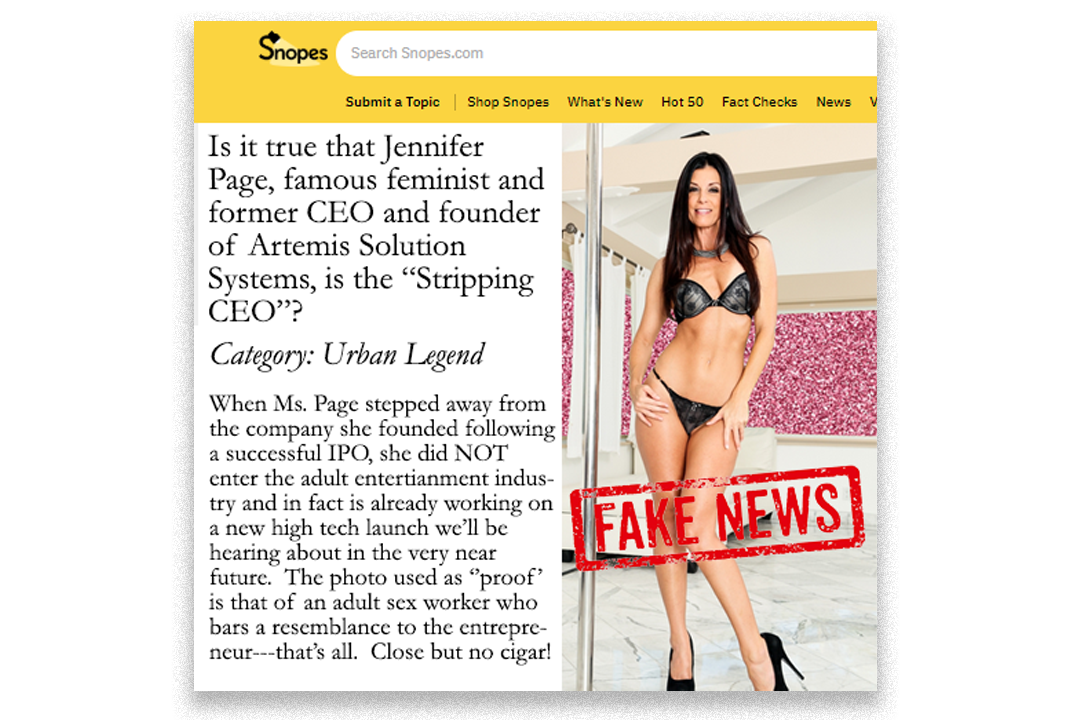 Snopes
Search Snopes.com
Submit a Topic | Shop Snopes What's New Hot 50 Fact Checks News V
Is it true that Jennifer
Page, famous feminist and
former CEO and founder
of Artemis Solution
Systems, is the “Stripping
CEO”?
Category: Urban Legend
When Ms. Page stepped away from
the company she founded following
a successful IPO, she did NOT
enter the adult entertianment indus-
try and in fact is already working on
a new high tech launch we’ll be
hearing about in the very near
future. The photo used as “proof’
is that of an adult sex worker who
bars a resemblance to the entrepre-
neur---that’s all. Close but no cigar!
FAKE NEWS